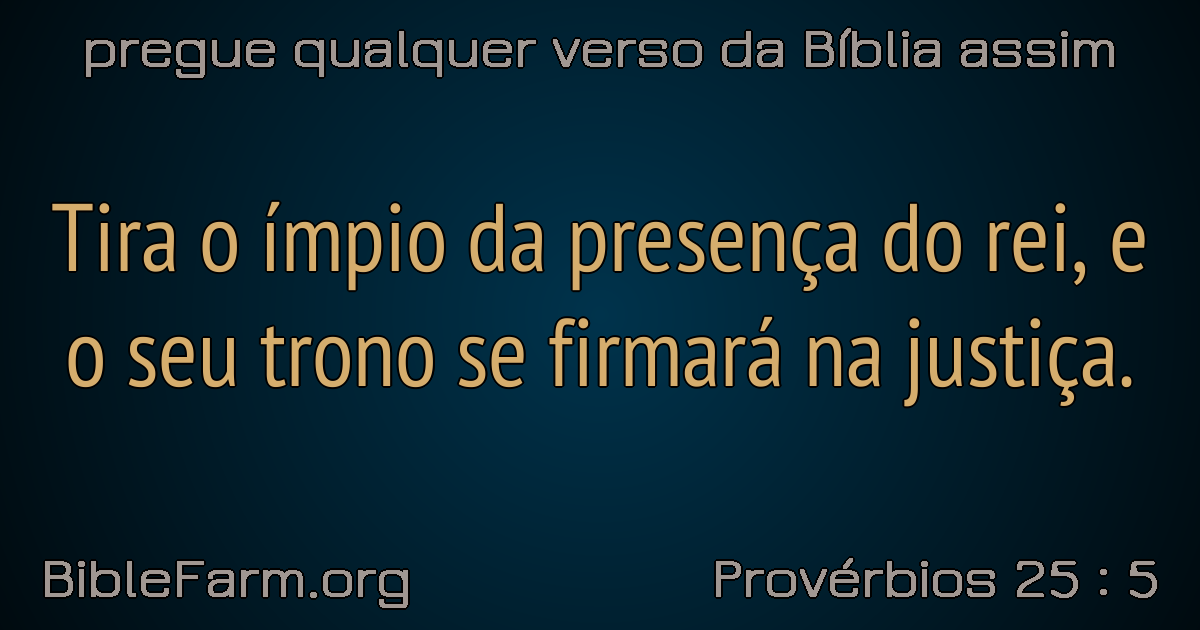 pregue qualquer verso da Bíblia assim
Tira o ímpio da presença do rei, e
o seu trono se firmará na justiça.
BibleFarm.org
Provérbios 25 : 5